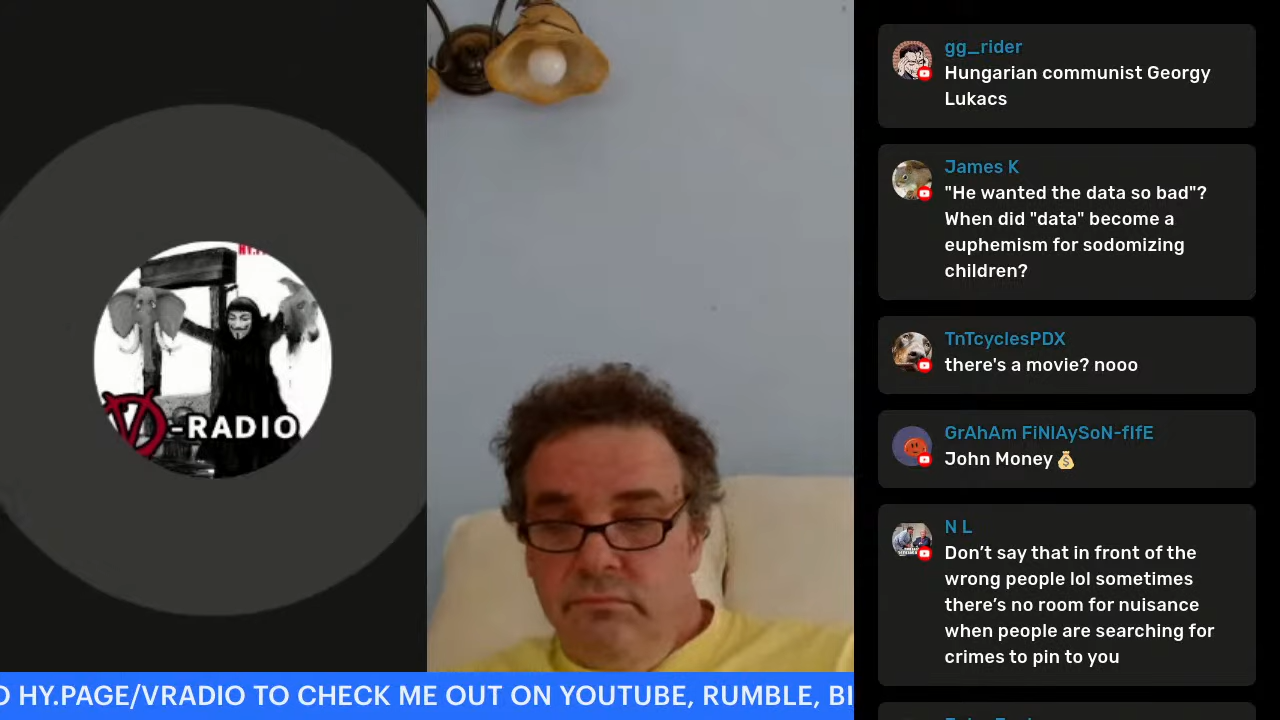 V-RADIO
O HY.PAGE/VRADIO TO CHECK ME OUT ON YOUTUBE, RUMBLE, BI
gg_rider
Hungarian communist Georgy
Lukacs
James K
"He wanted the data so bad"?
When did "data" become a
euphemism for sodomizing
children?
TnTcyclesPDX
there's a movie? nooo
GrAhAm FiNlAySoN-fIfE
John Money💰
N L
Don’t say that in front of the
wrong people lol sometimes
there’s no room for nuisance
when people are searching for
crimes to pin to you